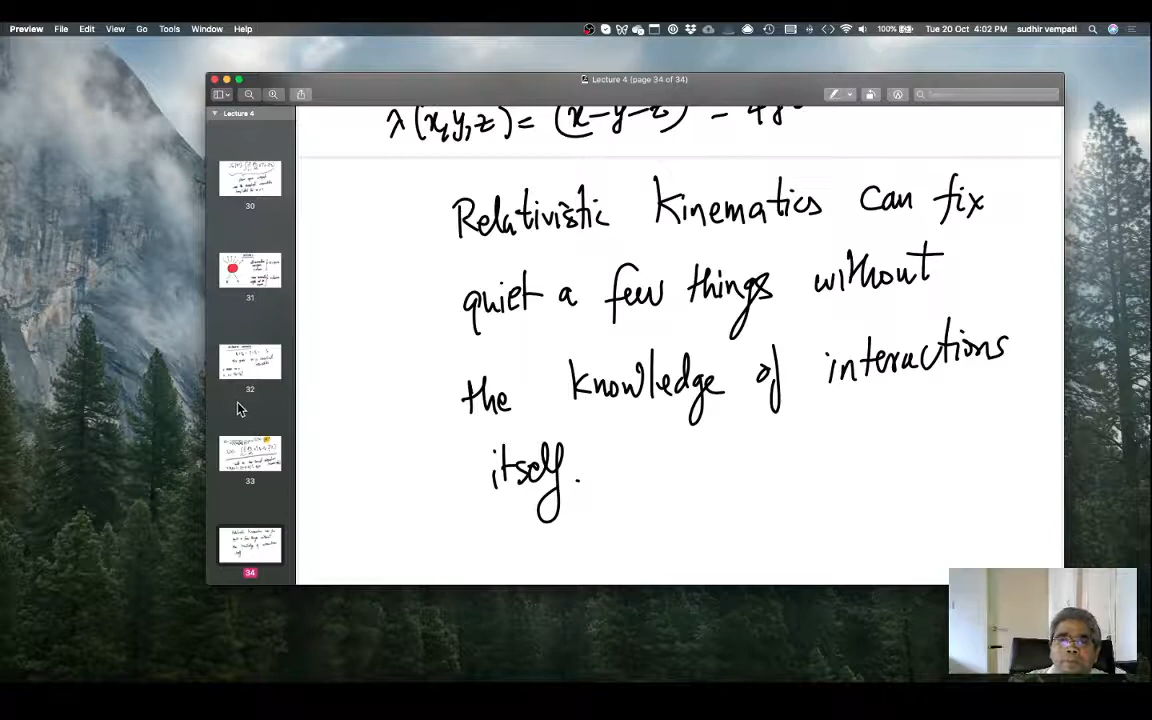 Preview File Edit View Go Tools Window Help 100% Tue 20 Oct 4:02 PM sudhir vempati
Lecture 4 (page 34 of 34)
Lecture 4
30
31
32
33
34
λ(x,y,z) = (x-y-z) - 4
Relativistic Kinematics can fix
quiet a few things without
the knowledge of interactions
itself.